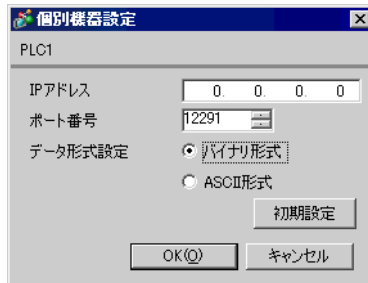 個別機器設定
PLC1
IPアドレス 0. 0. 0. 0
ポート番号 12291
データ形式設定 バイナリ形式
ASCII形式
初期設定
OK(O) キャンセル